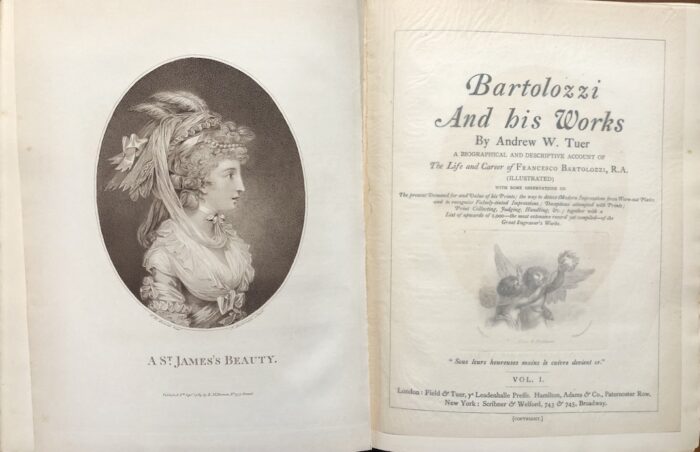 A ST. JAMES'S BEAUTY.
Bartolozzi
And his Works
By Andrew W. Tuer
A BIOGRAPHICAL AND DESCRIPTIVE ACCOUNT OF
The Life and Career of FRANCESCO BARTOLOZZI, R.A.
(ILLUSTRATED)
WITH SOME OBSERVATIONS ON
The present Demand for and Value of his Prints; the way to detect Modern Impressions from Worn-out Plates
and to recognise Falsely-tinted Impressions; Deceptions attempted with Prints;
Print Collecting, Judging, Handling, &c.; together with a
List of upwards of 2,000—the most extensive record yet compiled—of the
Great Engraver's Works.
"Sous leurs heureuses mains le cuivre devient or."
VOL. I.
London: Field & Tuer, ye Leadenhalle Presse. Hamilton, Adams & Co., Paternoster Row.
New York: Scribner & Welford, 743 & 745, Broadway.
(COPYRIGHT.)